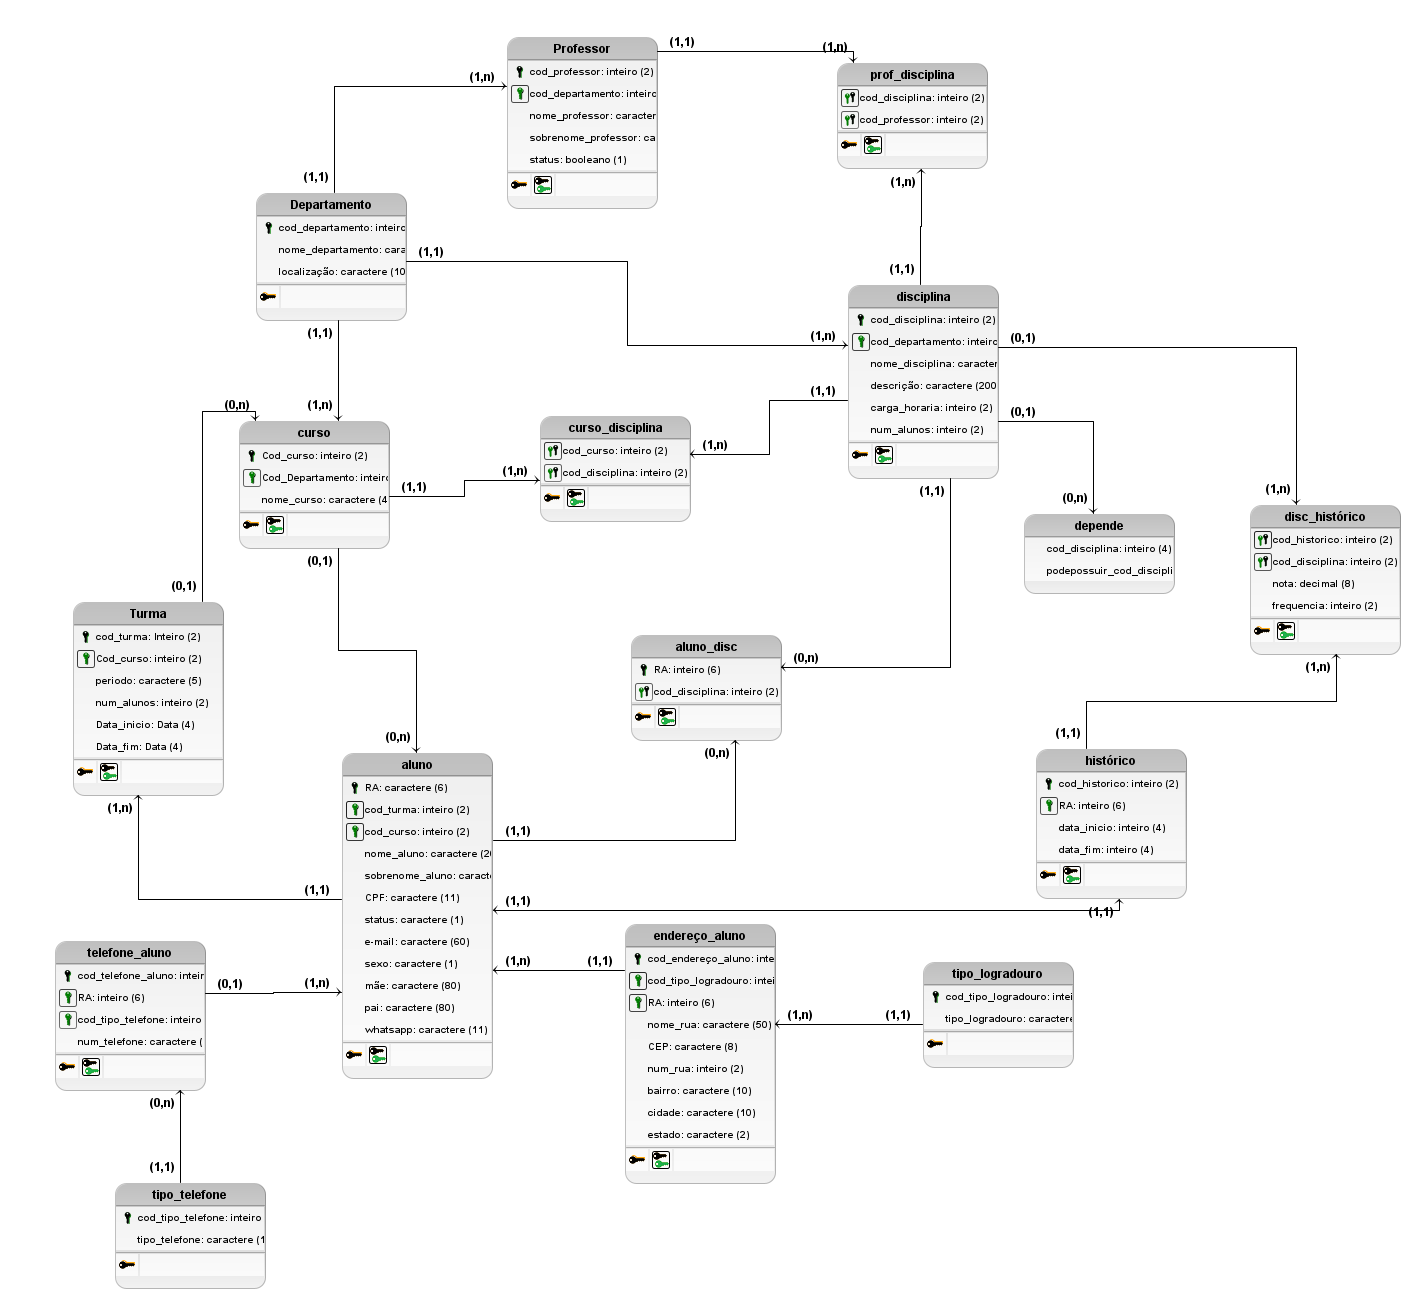 Professor
cod_professor: inteiro (2)
cod_departamento: inteirc
nome_professor: caracter
sobrenome_professor: ca
status: booleano (1)
(1,1)
(1,n)
prof_disciplina
cod_disciplina: inteiro (2)
cod_professor: inteiro (2)
(1,n)
(1,1)
(1,n)
(1,1)
Departamento
cod_departamento: inteirc
nome_departamento: cara
localização: caractere (10
(1,1)
(1,n)
(1,1)
(1,n)
disciplina
cod_disciplina: inteiro (2)
cod_departamento: inteirc
nome_disciplina: caracter
descrição: caractere (200
carga_horaria: inteiro (2)
num_alunos: inteiro (2)
(0,1)
(1,n)
(0,1)
(0,n)
(1,1)
(1,n)
(1,1)
(0,n)
(0,n)
(0,1)
curso
Cod_curso: inteiro (2)
Cod_Departamento: inteirc
nome_curso: caractere (4
(1,1)
(1,n)
(0,1)
(0,n)
curso_disciplina
cod_curso: inteiro (2)
cod_disciplina: inteiro (2)
depende
cod_disciplina: inteiro (4)
podepossuir_cod_discipli
disc_histórico
cod_historico: inteiro (2)
cod_disciplina: inteiro (2)
nota: decimal (8)
frequencia: inteiro (2)
(1,n)
(1,1)
Turma
cod_turma: Inteiro (2)
Cod_curso: inteiro (2)
periodo: caractere (5)
num_alunos: inteiro (2)
Data_inicio: Data (4)
Data_fim: Data (4)
(1,n)
(1,1)
aluno_disc
RA: inteiro (6)
cod_disciplina: inteiro (2)
(0,n)
(1,1)
aluno
RA: caractere (6)
cod_turma: inteiro (2)
cod_curso: inteiro (2)
nome_aluno: caractere (20
sobrenome_aluno: caracte
CPF: caractere (11)
status: caractere (1)
e-mail: caractere (60)
sexo: caractere (1)
mãe: caractere (80)
pai: caractere (80)
whatsapp: caractere (11)
histórico
cod_historico: inteiro (2)
RA: inteiro (6)
data_inicio: inteiro (4)
data_fim: inteiro (4)
(1,1)
(1,1)
telefone_aluno
cod_telefone_aluno: inteir
RA: inteiro (6)
cod_tipo_telefone: inteiro
num_telefone: caractere (
(0,1)
(1,n)
(0,n)
(1,1)
(1,n)
(1,1)
endereço_aluno
cod_endereço_aluno: inte
cod_tipo_logradouro: intei
RA: inteiro (6)
nome_rua: caractere (50)
CEP: caractere (8)
num_rua: inteiro (2)
bairro: caractere (10)
cidade: caractere (10)
estado: caractere (2)
(1,n)
(1,1)
tipo_logradouro
cod_tipo_logradouro: intei
tipo_logradouro: caractere
tipo_telefone
cod_tipo_telefone: inteiro
tipo_telefone: caractere (1